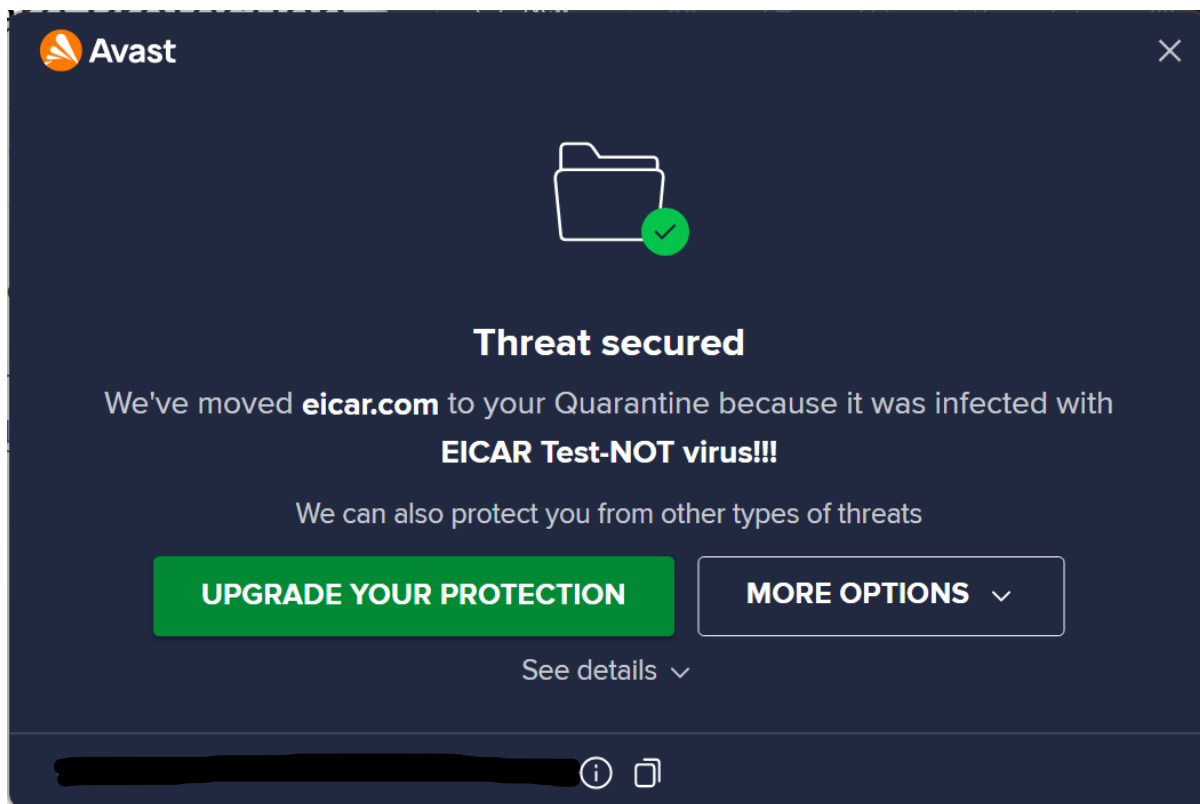 Avast
Threat secured
We've moved eicar.com to your Quarantine because it was infected with
EICAR Test-NOT virus!!!
We can also protect you from other types of threats
UPGRADE YOUR PROTECTION
MORE OPTIONS
See details